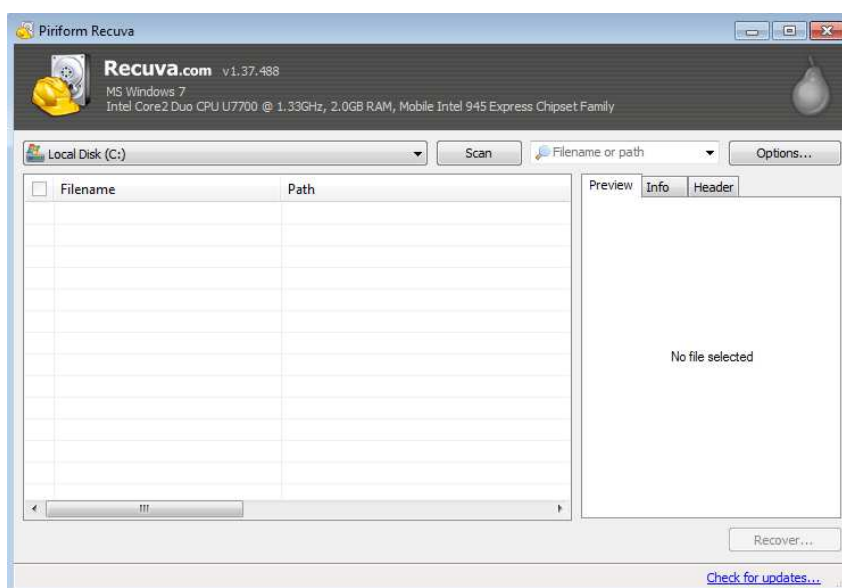 Piriform Recuva
Recuva.com v1.37.488
MS Windows 7
Intel Core2 Duo CPU U7700 @ 1.33GHz, 2.0GB RAM, Mobile Intel 945 Express Chipset Family
Local Disk (C:) Scan Filename or path Options...
Filename Path Preview Info Header
No file selected
Recover...
Check for updates...